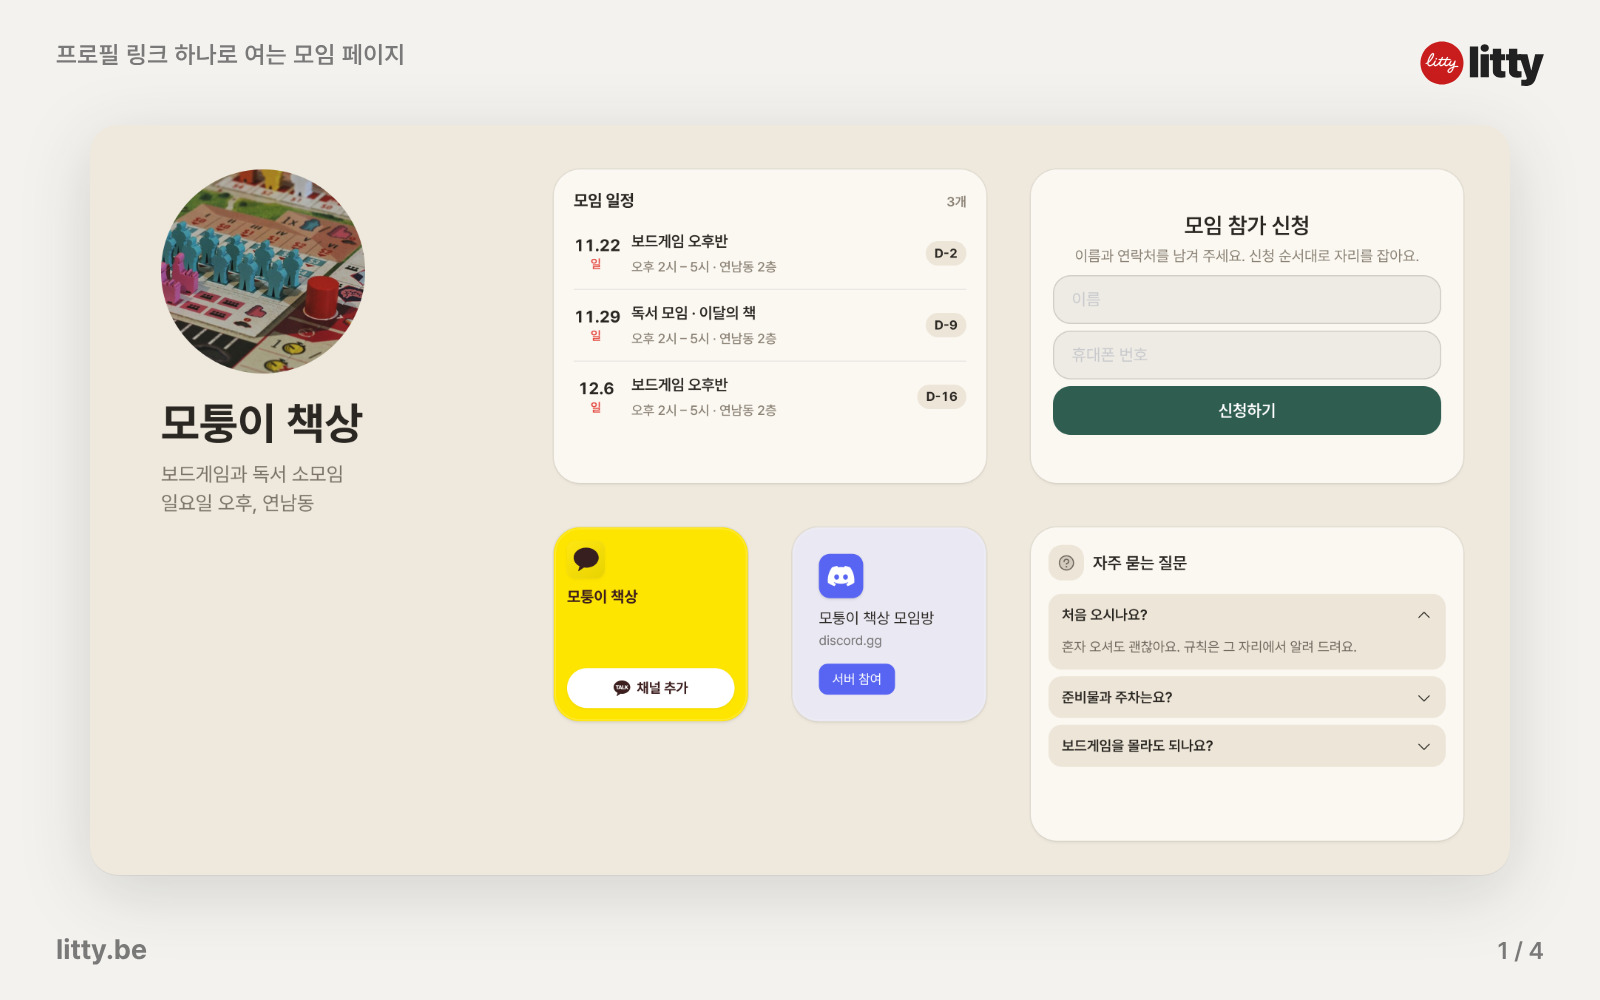 프로필 링크 하나로 여는 모임 페이지
litty litty
모퉁이 책상
보드게임과 독서 소모임
일요일 오후, 연남동
모임 일정 3개
11.22 보드게임 오후반 D-2
일 오후 2시 – 5시 · 연남동 2층
11.29 독서 모임 · 이달의 책 D-9
일 오후 2시 – 5시 · 연남동 2층
12.6 보드게임 오후반 D-16
일 오후 2시 – 5시 · 연남동 2층
모임 참가 신청
이름과 연락처를 남겨 주세요. 신청 순서대로 자리를 잡아요.
이름
휴대폰 번호
신청하기
모퉁이 책상
TALK 채널 추가
모퉁이 책상 모임방
discord.gg
서버 참여
자주 묻는 질문
처음 오시나요?
혼자 오셔도 괜찮아요. 규칙은 그 자리에서 알려 드려요.
준비물과 주차는요?
보드게임을 몰라도 되나요?
litty.be
1 / 4